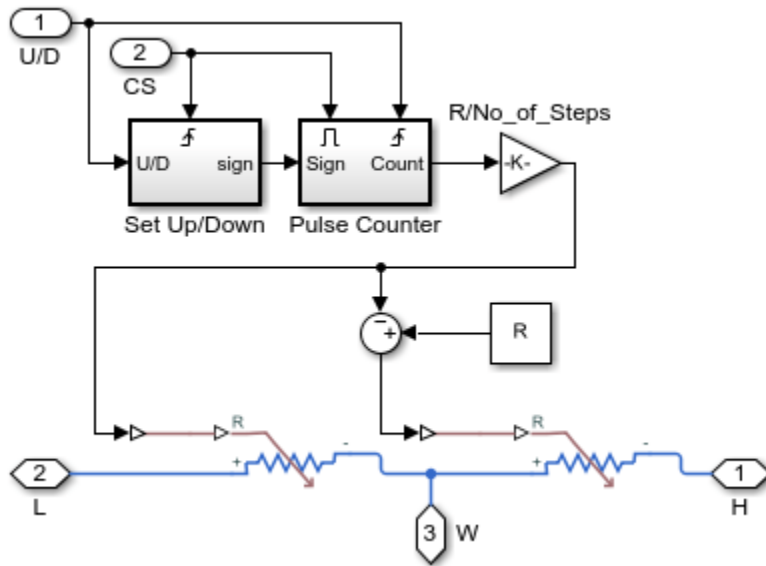 1
U/D
2
CS
R/No_of_Steps
U/D sign
Sign Count
-K-
Set Up/Down
Pulse Counter
−
+
R
R
R
+ -
+ -
2
L
3
W
1
H